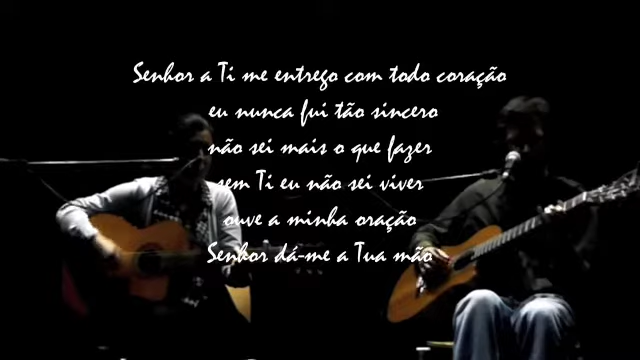 Senhor a Ti me entrego com todo coração
eu nunca fui tão sincero
não sei mais o que fazer
sem Ti eu não sei viver
ouve a minha oração
Senhor dá-me a Tua mão